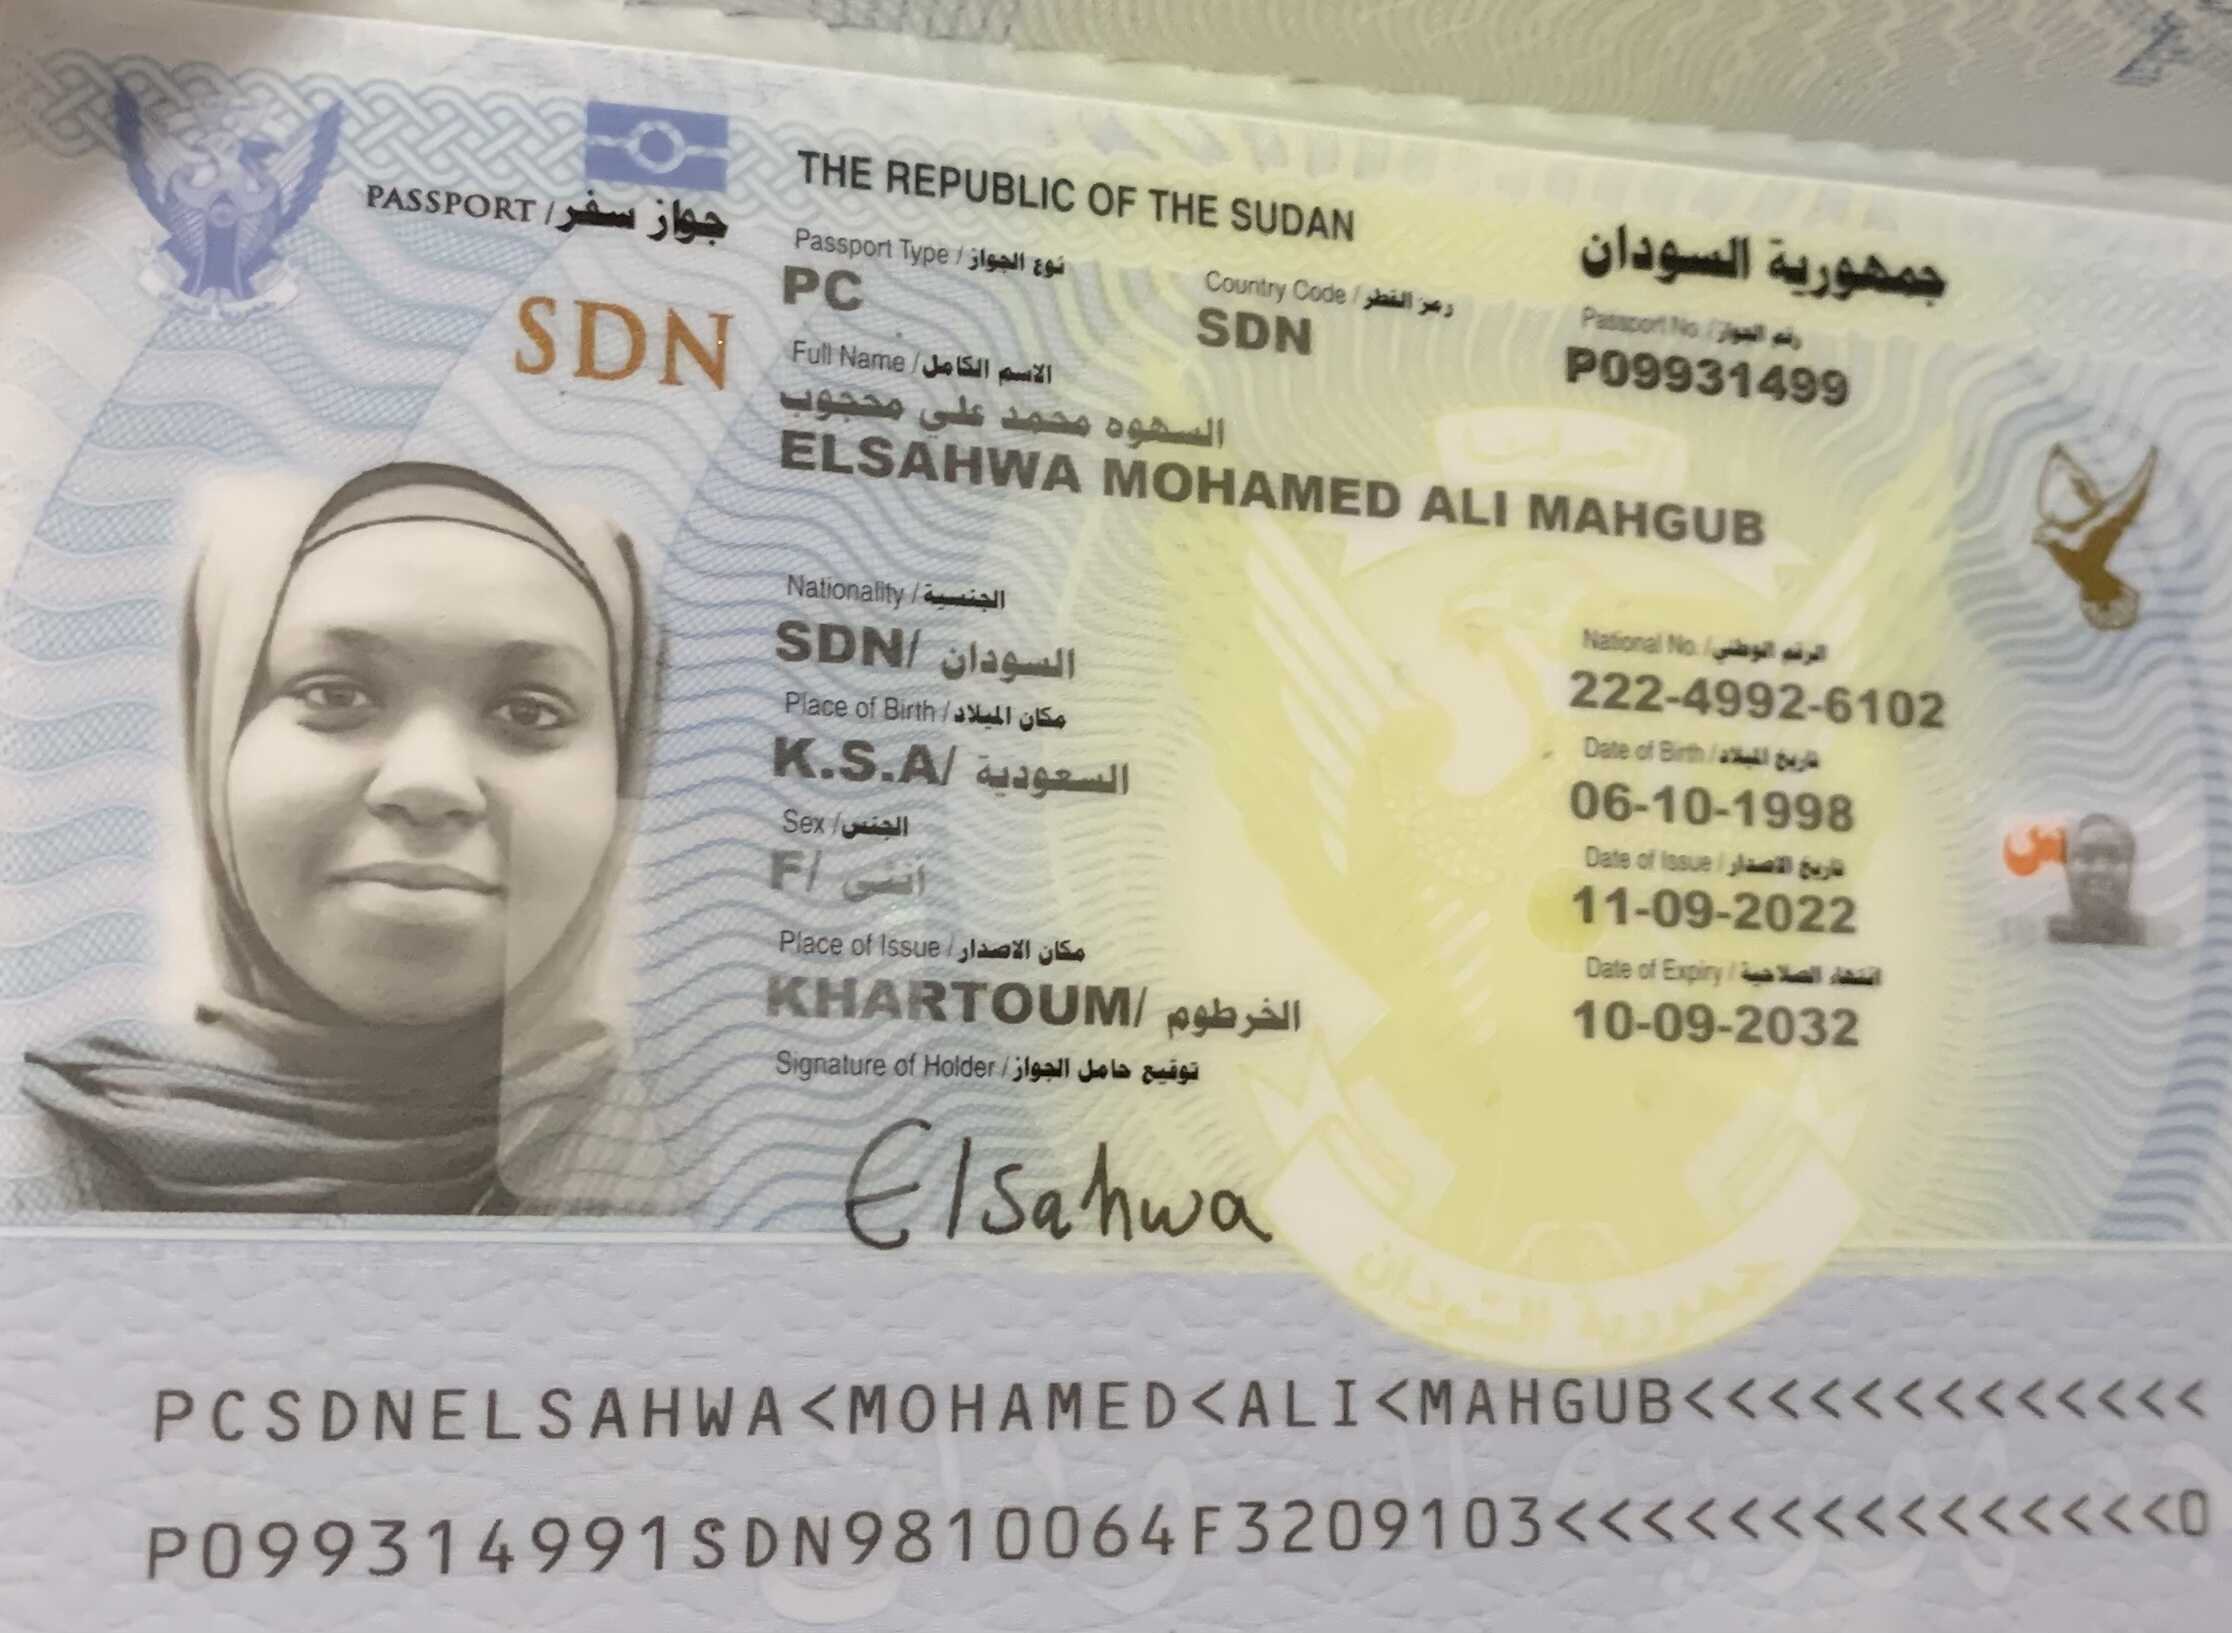 THE REPUBLIC OF THE SUDAN
جمهورية السودان
PASSPORT / جواز سفر
SDN
Passport Type / نوع الجواز
PC
Country Code / رمز القطر
SDN
Passport No. / رقم الجواز
P09931499
Full Name / الاسم الكامل
السهوه محمد علي محجوب
ELSAHWA MOHAMED ALI MAHGUB
Nationality / الجنسية
SDN/ السودان
National No. / الرقم الوطني
222-4992-6102
Place of Birth / مكان الميلاد
K.S.A/ السعودية
Date of Birth / تاريخ الميلاد
06-10-1998
Sex / الجنس
F/ أنثى
Date of Issue / تاريخ الاصدار
11-09-2022
Place of Issue / مكان الاصدار
KHARTOUM/ الخرطوم
Date of Expiry / انتهاء الصلاحية
10-09-2032
Signature of Holder / توقيع حامل الجواز
Elsahwa
س
جمهورية السودان
PCSDNELSAHWA<MOHAMED<ALI<MAHGUB<<<<<<<<<<<<<
P099314991SDN9810064F3209103<<<<<<<<<<<<<<<0